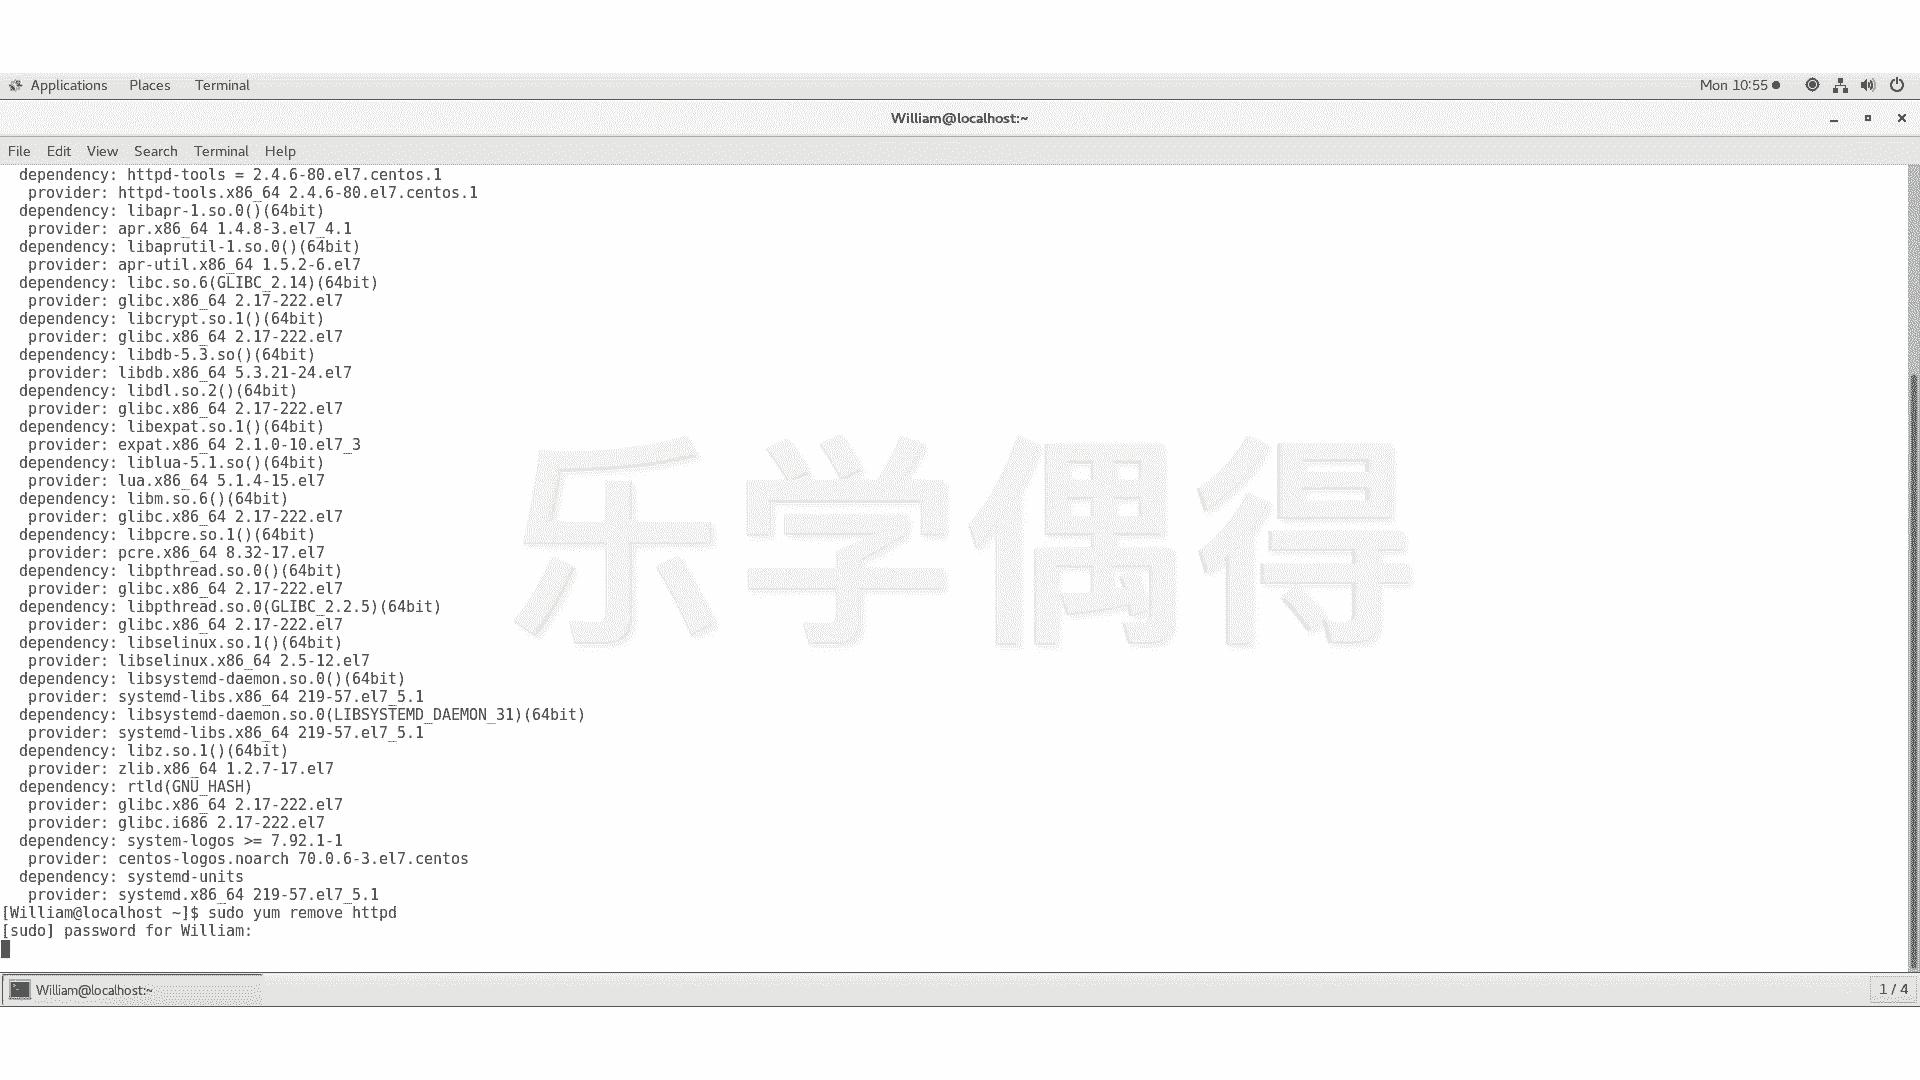 Applications Places Terminal Mon 10:55
William@localhost:~
File Edit View Search Terminal Help
dependency: httpd-tools = 2.4.6-80.el7.centos.1
provider: httpd-tools.x86_64 2.4.6-80.el7.centos.1
dependency: libapr-1.so.0()(64bit)
provider: apr.x86_64 1.4.8-3.el7_4.1
dependency: libaprutil-1.so.0()(64bit)
provider: apr-util.x86_64 1.5.2-6.el7
dependency: libc.so.6(GLIBC_2.14)(64bit)
provider: glibc.x86_64 2.17-222.el7
dependency: libcrypt.so.1()(64bit)
provider: glibc.x86_64 2.17-222.el7
dependency: libdb-5.3.so()(64bit)
provider: libdb.x86_64 5.3.21-24.el7
dependency: libdl.so.2()(64bit)
provider: glibc.x86_64 2.17-222.el7
dependency: libexpat.so.1()(64bit)
provider: expat.x86_64 2.1.0-10.el7_3
dependency: liblua-5.1.so()(64bit)
provider: lua.x86_64 5.1.4-15.el7
dependency: libm.so.6()(64bit)
provider: glibc.x86_64 2.17-222.el7
dependency: libpcre.so.1()(64bit)
provider: pcre.x86_64 8.32-17.el7
dependency: libpthread.so.0()(64bit)
provider: glibc.x86_64 2.17-222.el7
dependency: libpthread.so.0(GLIBC_2.2.5)(64bit)
provider: glibc.x86_64 2.17-222.el7
dependency: libselinux.so.1()(64bit)
provider: libselinux.x86_64 2.5-12.el7
dependency: libsystemd-daemon.so.0()(64bit)
provider: systemd-libs.x86_64 219-57.el7_5.1
dependency: libsystemd-daemon.so.0(LIBSYSTEMD_DAEMON_31)(64bit)
provider: systemd-libs.x86_64 219-57.el7_5.1
dependency: libz.so.1()(64bit)
provider: zlib.x86_64 1.2.7-17.el7
dependency: rtld(GNU_HASH)
provider: glibc.x86_64 2.17-222.el7
provider: glibc.i686 2.17-222.el7
dependency: system-logos >= 7.92.1-1
provider: centos-logos.noarch 70.0.6-3.el7.centos
dependency: systemd-units
provider: systemd.x86_64 219-57.el7_5.1
[William@localhost ~]$ sudo yum remove httpd
[sudo] password for William:
乐学偶得
William@localhost:~
1 / 4